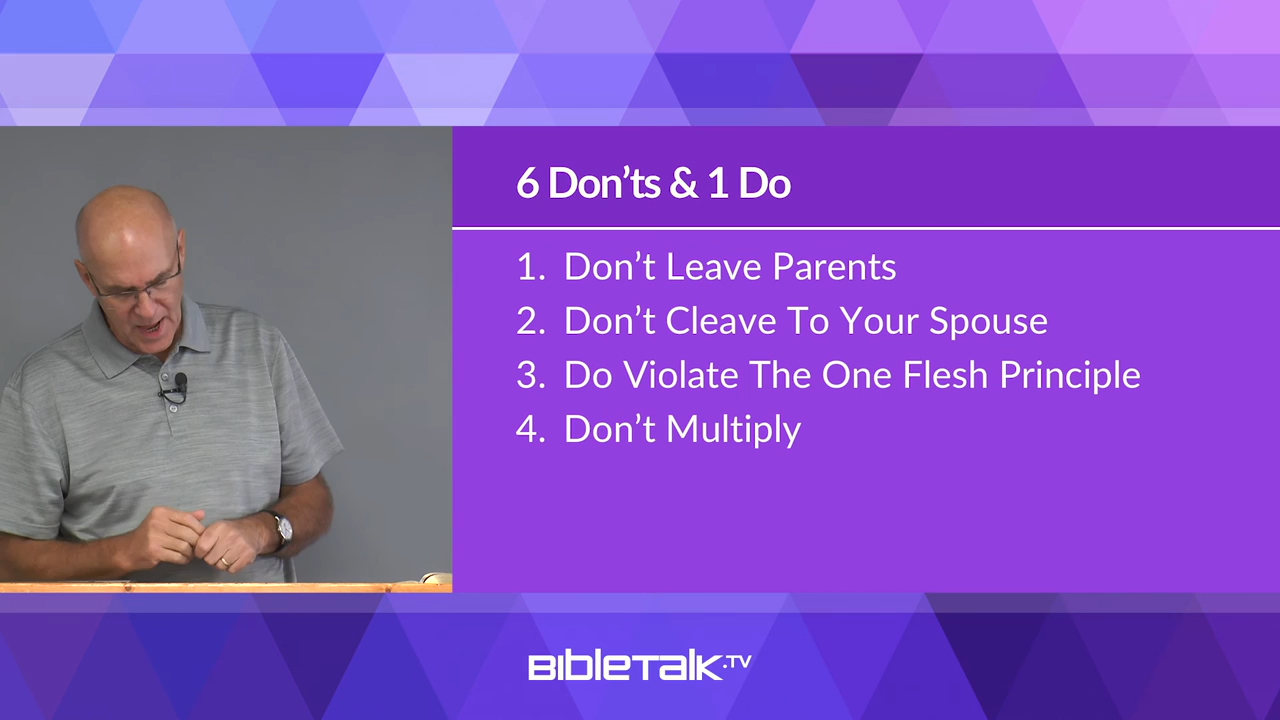 6 Don’ts & 1 Do
1. Don’t Leave Parents
2. Don’t Cleave To Your Spouse
3. Do Violate The One Flesh Principle
4. Don’t Multiply
BibleTalk.TV